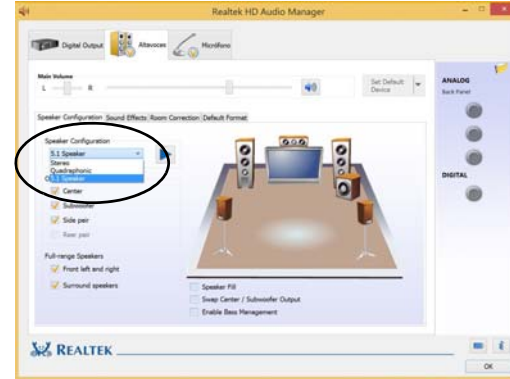 Realtek HD Audio Manager
Digital Output
Altavoces
Micrófono
Main Volume
L
R
Set Default
Device
ANALOG
Back Panel
Speaker Configuration Sound Effects Room Correction Default Format
Speaker Configuration
5.1 Speaker
Stereo
Quadraphonic
5.1 Speaker
Center
Subwoofer
Side pair
Rear pair
DIGITAL
Full-range Speakers
Front left and right
Surround speakers
Speaker Fill
Swap Center / Subwoofer Output
Enable Bass Management
REALTEK
i
OK